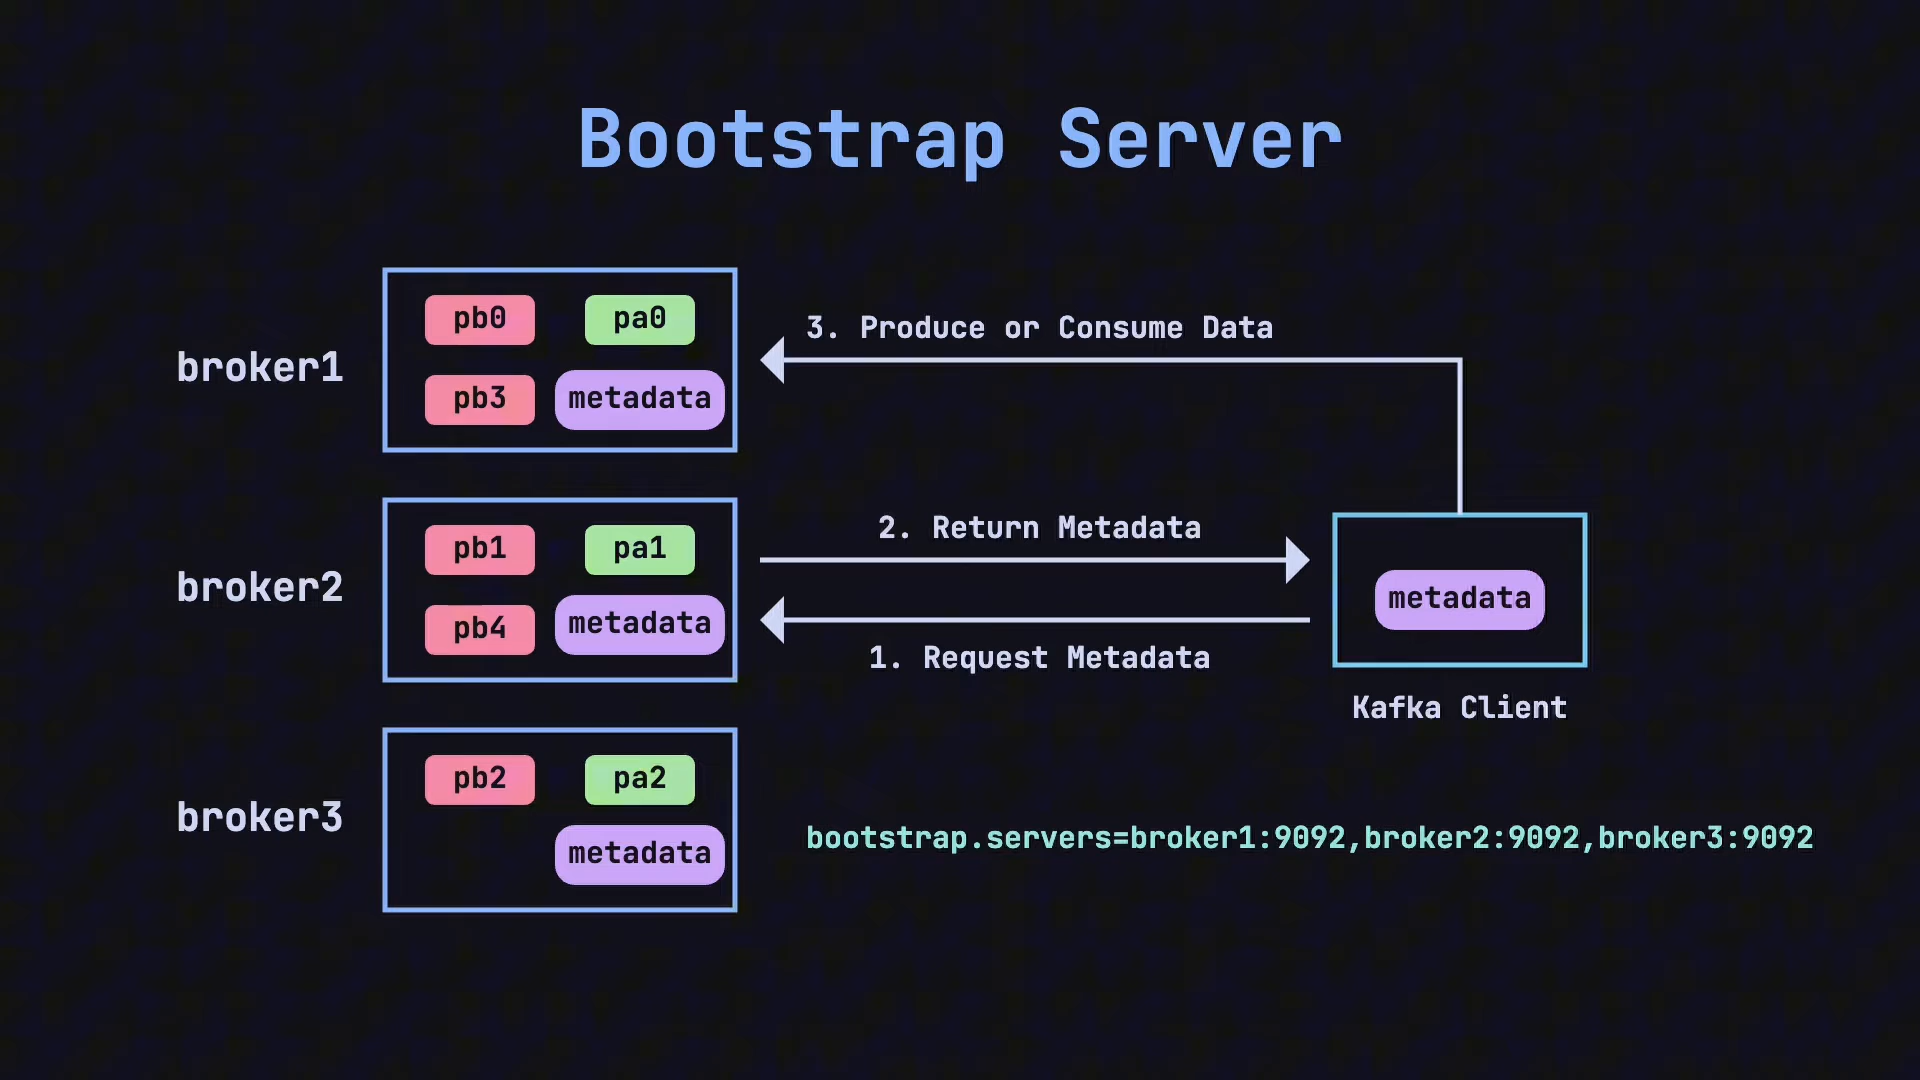 Bootstrap Server
broker1
pb0
pa0
pb3
metadata
3. Produce or Consume Data
broker2
pb1
pa1
pb4
metadata
2. Return Metadata
1. Request Metadata
metadata
Kafka Client
broker3
pb2
pa2
metadata
bootstrap.servers=broker1:9092,broker2:9092,broker3:9092